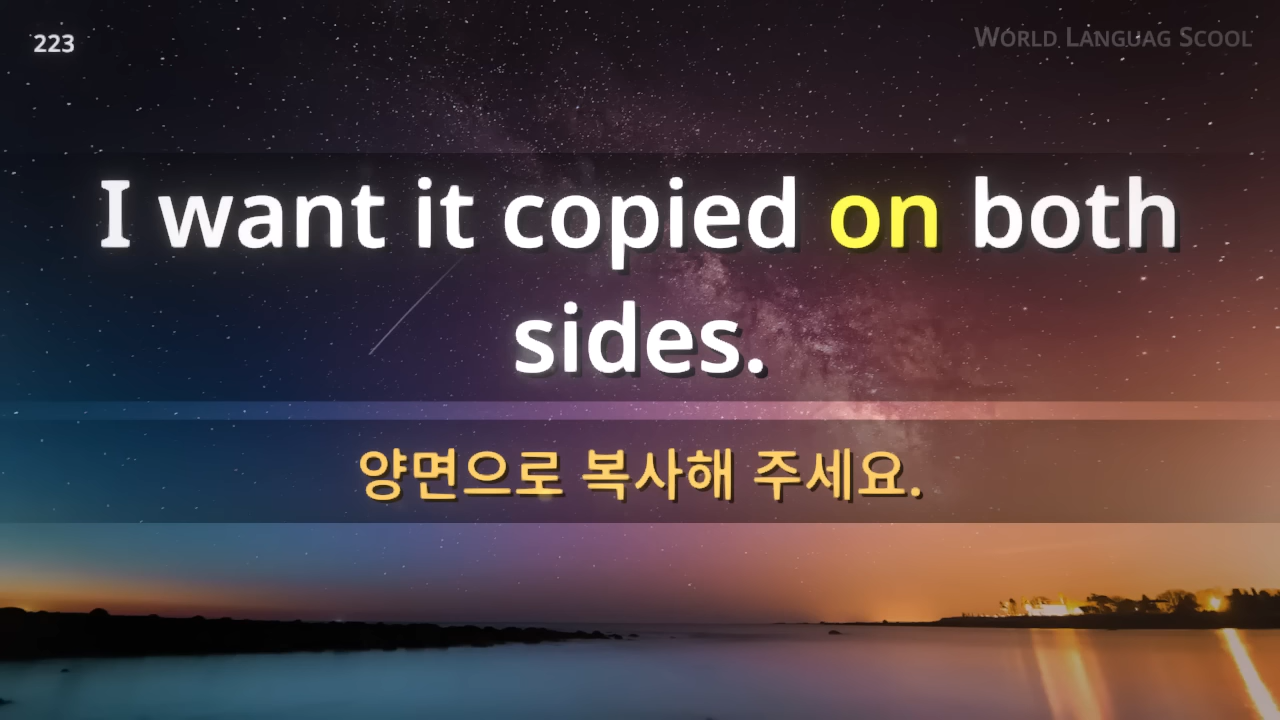 223
WORLD LANGUAG SCOOL
I want it copied on both
sides.
양면으로 복사해 주세요.